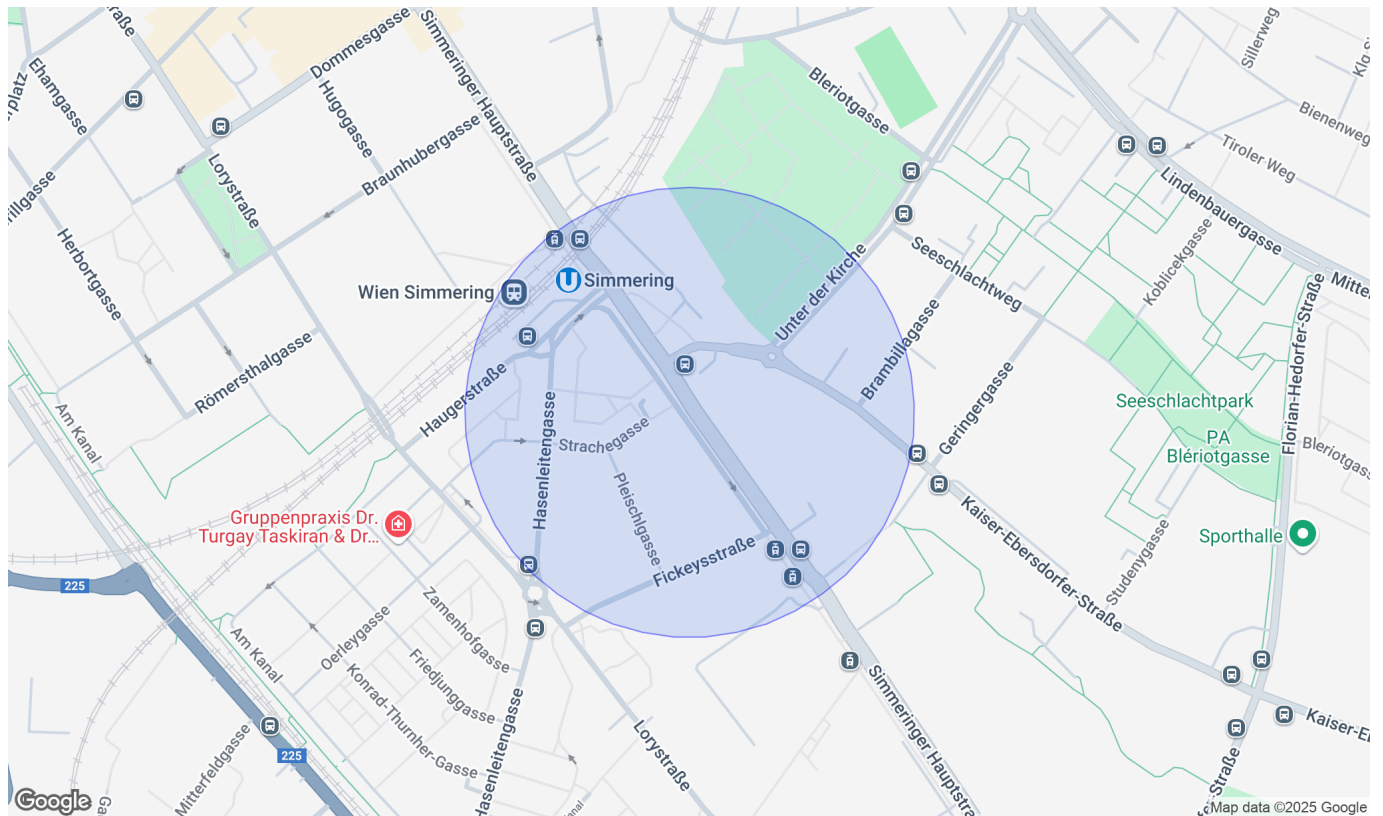 Dommesgasse
Simmeringer Hauptstraße
Ehamgasse
Hugogasse
Braunhubergasse
Lorystraße
Herbortgasse
Bleriotgasse
Sillerweg
Bienenweg
Tiroler Weg
Lindenbauergasse
Koblicekgasse
Seeschlachtweg
Unter der Kirche
Wien Simmering
Simmering
Römersthalgasse
Haugerstraße
Hasenleitengasse
Strachegasse
Pleischlgasse
Fickeysstraße
Brambillagasse
Geringergasse
Florian-Hedorfer-Straße
Seeschlachtpark
PA
Blériotgasse
Bleriotgasse
Am Kanal
Gruppenpraxis Dr.
Turgay Taskiran & Dr...
Sporthalle
Kaiser-Ebersdorfer-Straße
Studenygasse
225
Am Kanal
Oerleygasse
Zamenhofgasse
Friedjunggasse
Konrad-Thurnher-Gasse
Hasenleitengasse
Lorystraße
Mitterfeldgasse
225
Google
Map data ©2025 Google